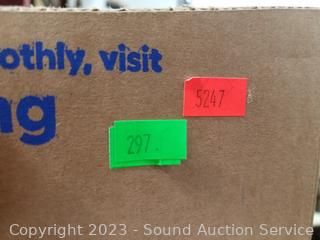 othly, visit
ng
5247
297.
Copyright 2023 - Sound Auction Service